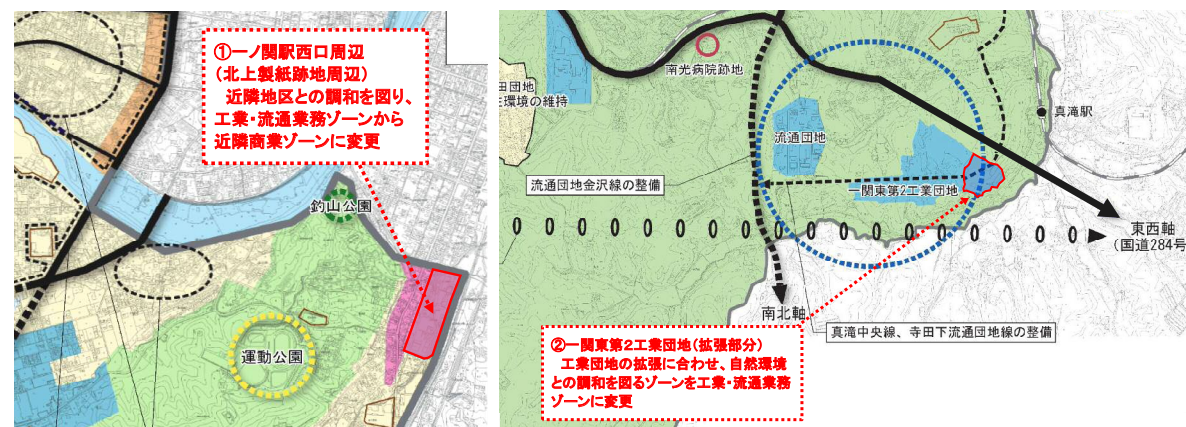 ①一ノ関駅西口周辺
（北上製紙跡地周辺）
近隣地区との調和を図り、
工業・流通業務ゾーンから
近隣商業ゾーンに変更
釣山公園
運動公園
南光病院跡地
田団地
環境の維持
真滝駅
流通団地
流通団地金沢線の整備
一関東第2工業団地
東西軸
（国道284号
南北軸
真滝中央線、寺田下流通団地線の整備
②一関東第２工業団地（拡張部分）
工業団地の拡張に合わせ、自然環境
との調和を図るゾーンを工業・流通業務
ゾーンに変更